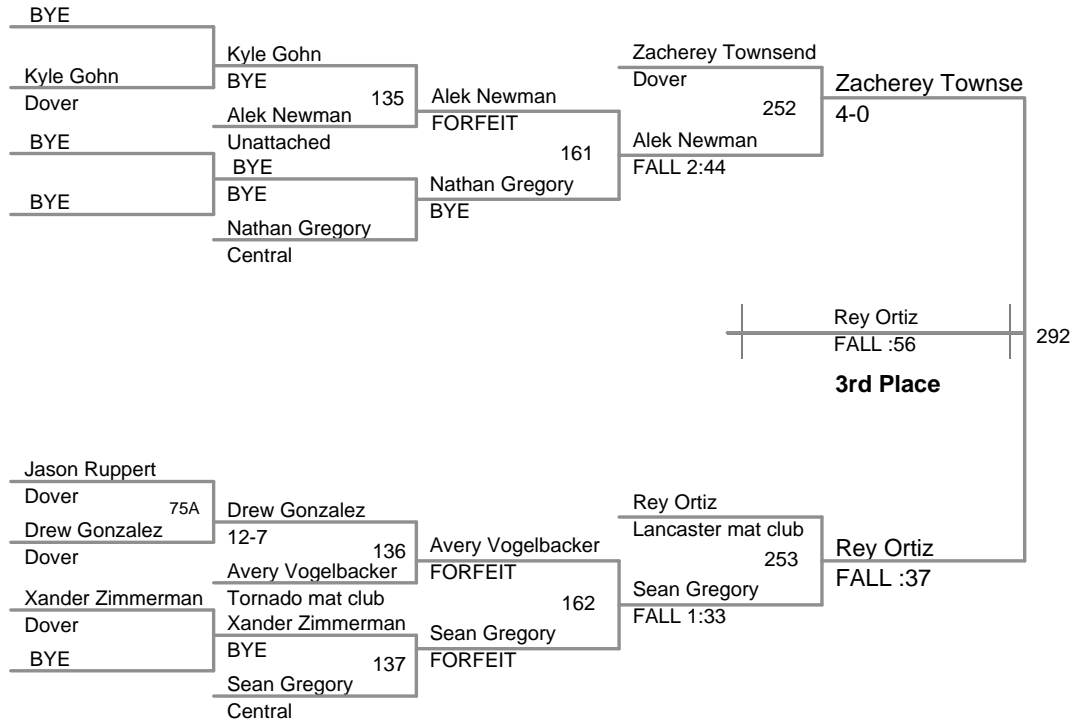 BYE
Kyle Gohn
Zacherey Townsend
Kyle Gohn
BYE
Dover
Zacherey Townse
Dover
135
Alek Newman
252
4-0
Alek Newman
FORFEIT
BYE
Unattached
161
Alek Newman
BYE
FALL 2:44
BYE
BYE
Nathan Gregory
BYE
Nathan Gregory
Central
Rey Ortiz
292
FALL :56
3rd Place
Jason Ruppert
Dover
75A
Drew Gonzalez
Rey Ortiz
Drew Gonzalez
12-7
Lancaster mat club
Dover
136
Avery Vogelbacker
253
Rey Ortiz
Avery Vogelbacker
FORFEIT
FALL :37
Xander Zimmerman
Tornado mat club
162
Sean Gregory
Dover
Xander Zimmerman
FALL 1:33
BYE
BYE
137
Sean Gregory
FORFEIT
Sean Gregory
Central